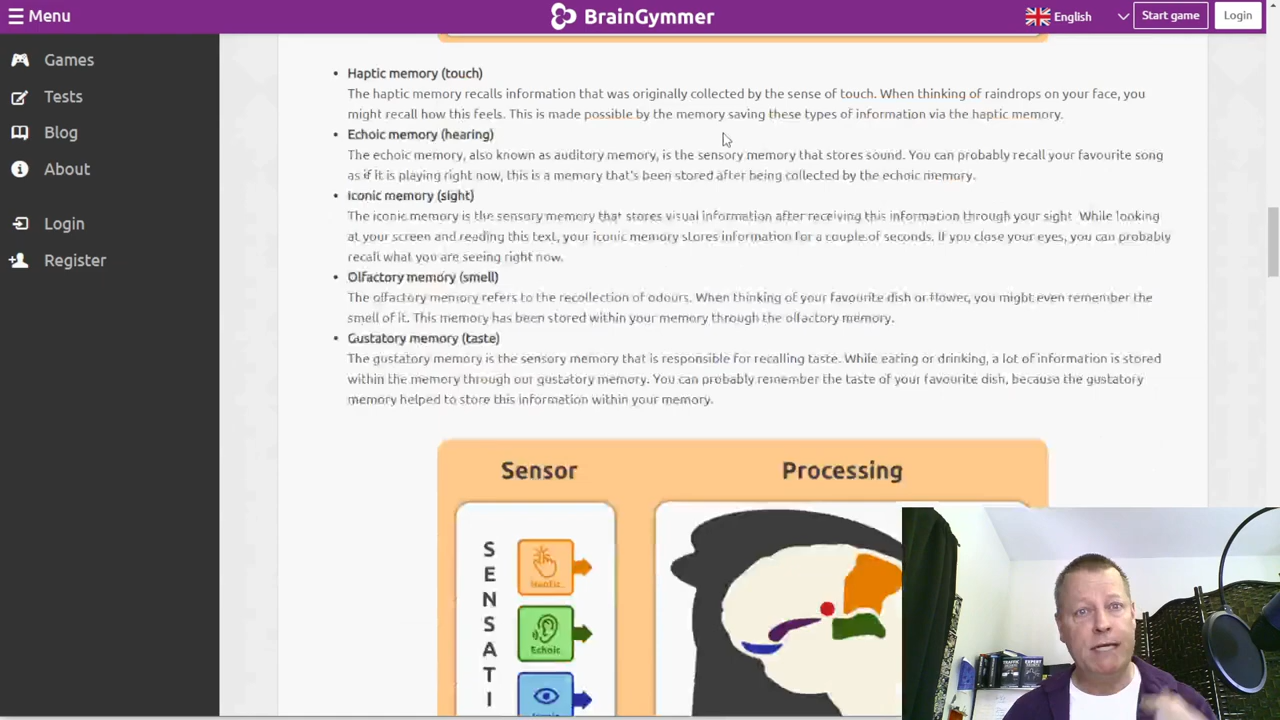 Menu
BrainGymmer
English
Start game
Login
Games
Tests
Blog
About
Login
Register
Haptic memory (touch)
The haptic memory recalls information that was originally collected by the sense of touch. When thinking of raindrops on your face, you
might recall how this feels. This is made possible by the memory saving these types of information via the haptic memory.
Echoic memory (hearing)
The echoic memory, also known as auditory memory, is the sensory memory that stores sound. You can probably recall your favourite song
as if it is playing right now, this is a memory that's been stored after being collected by the echoic memory.
Iconic memory (sight)
The iconic memory is the sensory memory that stores visual information after receiving this information through your sight. While looking
at your screen and reading this text, your iconic memory stores information for a couple of seconds. If you close your eyes, you can probably
recall what you are seeing right now.
Olfactory memory (smell)
The olfactory memory refers to the recollection of odours. When thinking of your favourite dish or flower, you might even remember the
smell of it. This memory has been stored within your memory through the olfactory memory.
Gustatory memory (taste)
The gustatory memory is the sensory memory that is responsible for recalling taste. While eating or drinking, a lot of information is stored
within the memory through our gustatory memory. You can probably remember the taste of your favourite dish, because the gustatory
memory helped to store this information within your memory.
Sensor
Processing
SENSATI
Haptic
Echoic
TRAFFIC
EXPERT